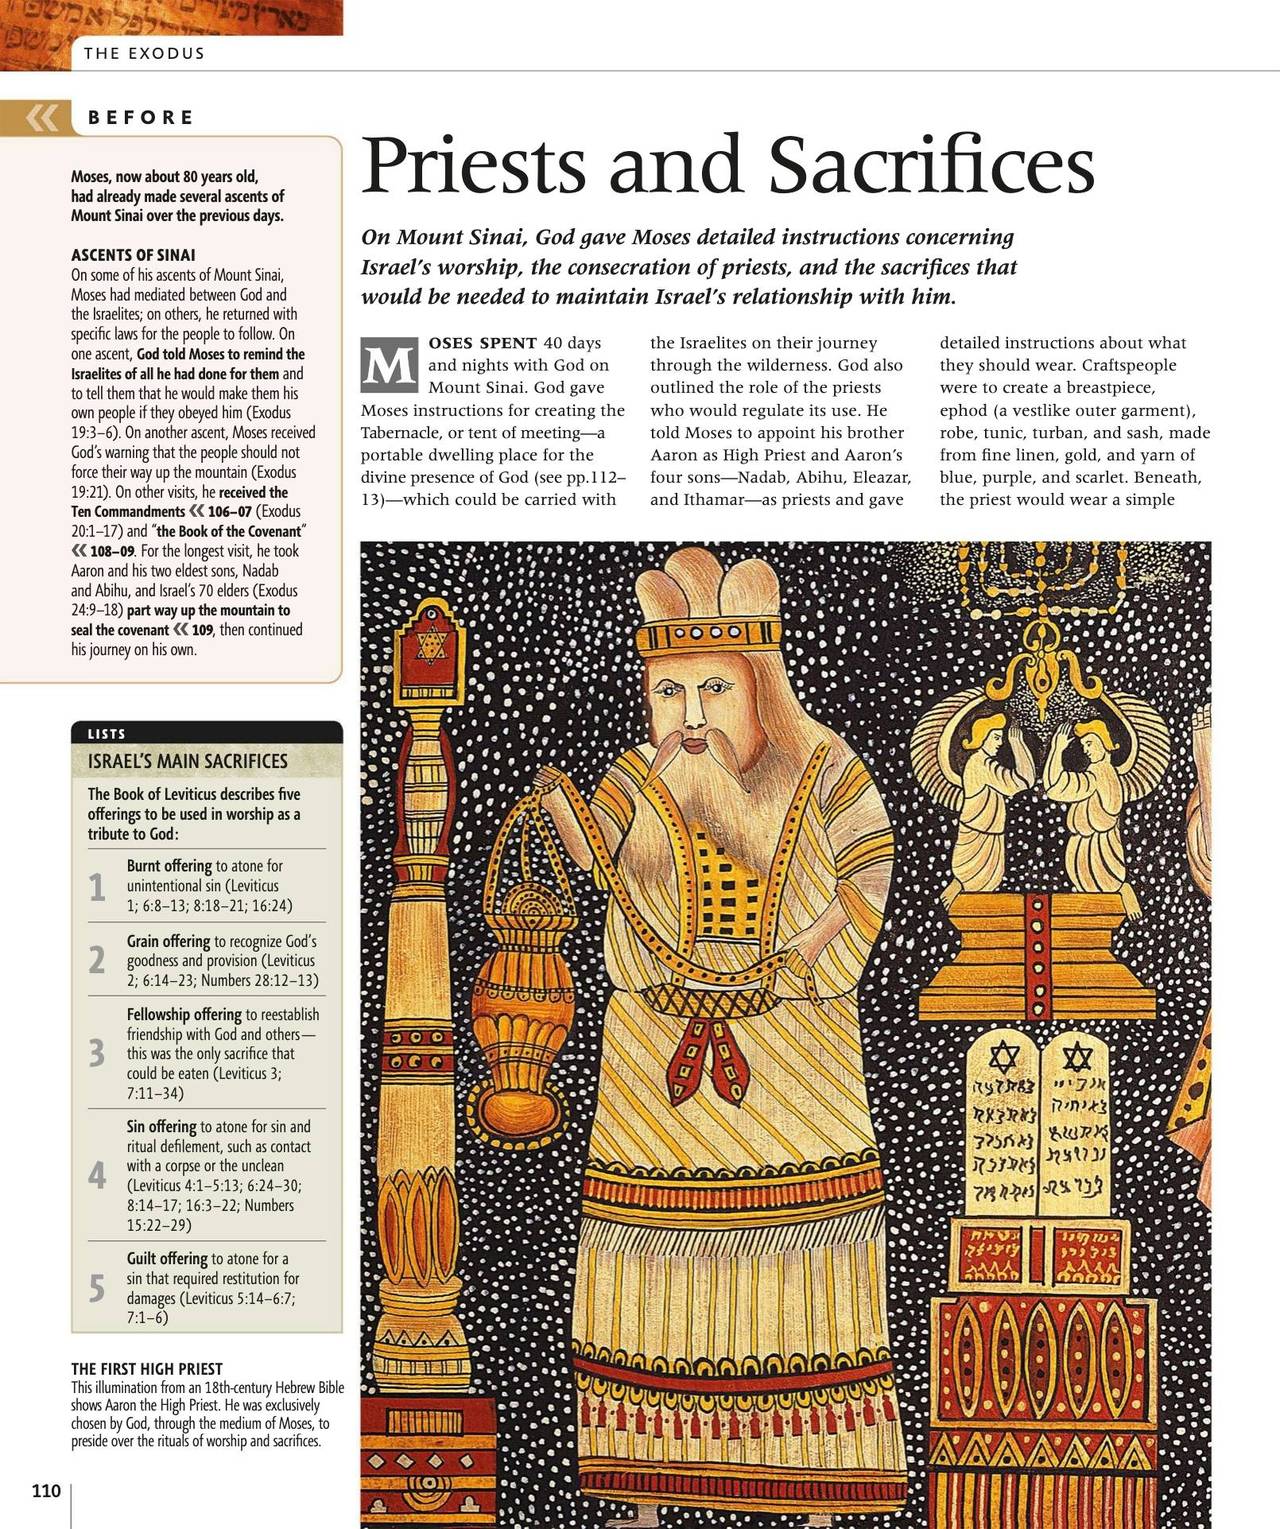 THE EXODUS
BEFORE
Moses, now about 80 years old,
had already made several ascents of
Mount Sinai over the previous days.
ASCENTS OF SINAI
On some of his ascents of Mount Sinai,
Moses had mediated between God and
the Israelites; on others, he returned with
specific laws for the people to follow. On
one ascent, God told Moses to remind the
Israelites of all he had done for them and
to tell them that he would make them his
own people if they obeyed him (Exodus
19:3–6). On another ascent, Moses received
God's warning that the people should not
force their way up the mountain (Exodus
19:21). On other visits, he received the
Ten Commandments « 106–07 (Exodus
20:1–17) and "the Book of the Covenant"
« 108–09. For the longest visit, he took
Aaron and his two eldest sons, Nadab
and Abihu, and Israel's 70 elders (Exodus
24:9–18) part way up the mountain to
seal the covenant « 109, then continued
his journey on his own.
LISTS
ISRAEL'S MAIN SACRIFICES
The Book of Leviticus describes five
offerings to be used in worship as a
tribute to God:
1
Burnt offering to atone for
unintentional sin (Leviticus
1; 6:8–13; 8:18–21; 16:24)
2
Grain offering to recognize God's
goodness and provision (Leviticus
2; 6:14–23; Numbers 28:12–13)
3
Fellowship offering to reestablish
friendship with God and others—
this was the only sacrifice that
could be eaten (Leviticus 3;
7:11–34)
4
Sin offering to atone for sin and
ritual defilement, such as contact
with a corpse or the unclean
(Leviticus 4:1–5:13; 6:24–30;
8:14–17; 16:3–22; Numbers
15:22–29)
5
Guilt offering to atone for a
sin that required restitution for
damages (Leviticus 5:14–6:7;
7:1–6)
THE FIRST HIGH PRIEST
This illumination from an 18th-century Hebrew Bible
shows Aaron the High Priest. He was exclusively
chosen by God, through the medium of Moses, to
preside over the rituals of worship and sacrifices.
110
Priests and Sacrifices
On Mount Sinai, God gave Moses detailed instructions concerning
Israel's worship, the consecration of priests, and the sacrifices that
would be needed to maintain Israel's relationship with him.
MOSES SPENT 40 days
and nights with God on
Mount Sinai. God gave
Moses instructions for creating the
Tabernacle, or tent of meeting—a
portable dwelling place for the
divine presence of God (see pp.112–
13)—which could be carried with
the Israelites on their journey
through the wilderness. God also
outlined the role of the priests
who would regulate its use. He
told Moses to appoint his brother
Aaron as High Priest and Aaron's
four sons—Nadab, Abihu, Eleazar,
and Ithamar—as priests and gave
detailed instructions about what
they should wear. Craftspeople
were to create a breastpiece,
ephod (a vestlike outer garment),
robe, tunic, turban, and sash, made
from fine linen, gold, and yarn of
blue, purple, and scarlet. Beneath,
the priest would wear a simple